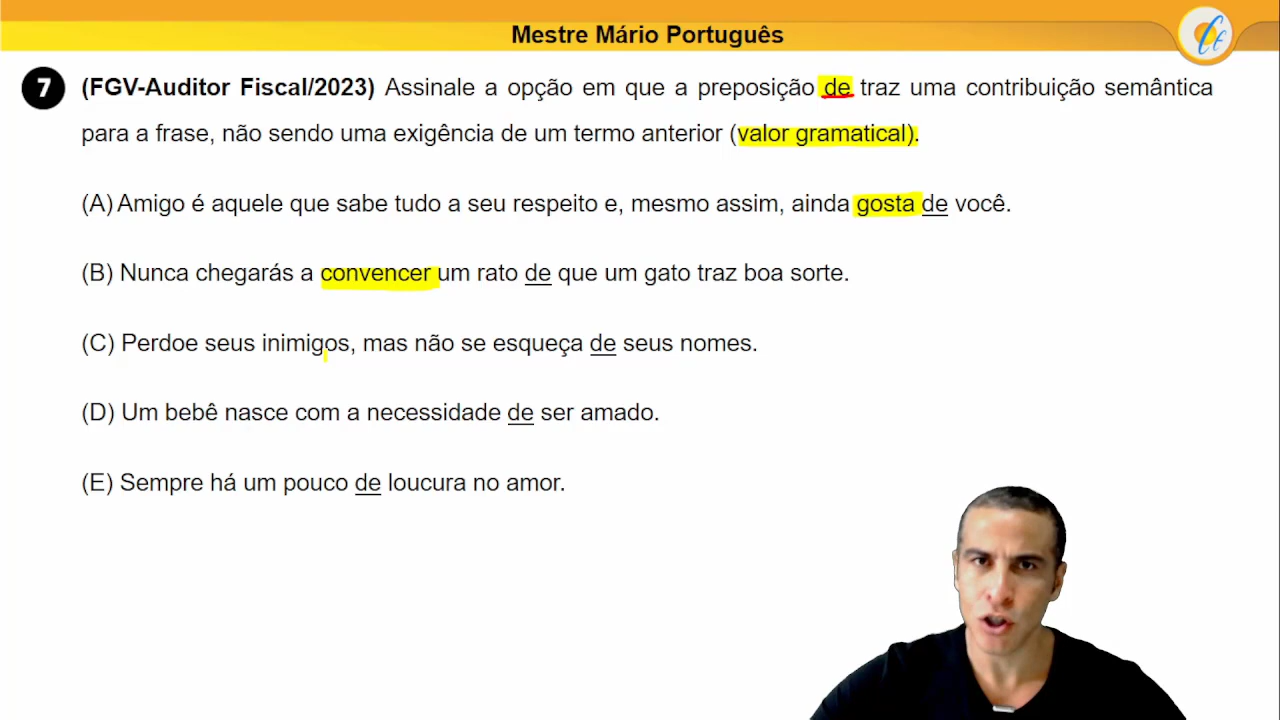 Mestre Mário Português
7 (FGV-Auditor Fiscal/2023) Assinale a opção em que a preposição de traz uma contribuição semântica
para a frase, não sendo uma exigência de um termo anterior (valor gramatical).
(A) Amigo é aquele que sabe tudo a seu respeito e, mesmo assim, ainda gosta de você.
(B) Nunca chegarás a convencer um rato de que um gato traz boa sorte.
(C) Perdoe seus inimigos, mas não se esqueça de seus nomes.
(D) Um bebê nasce com a necessidade de ser amado.
(E) Sempre há um pouco de loucura no amor.